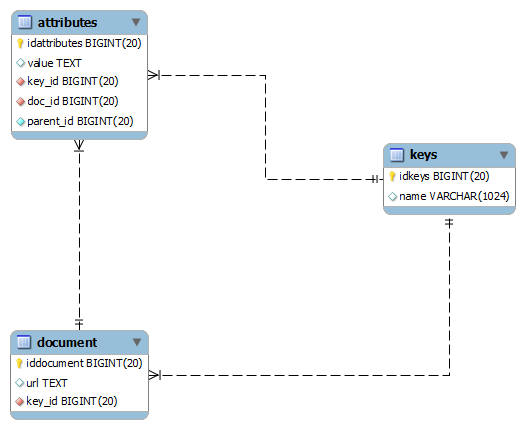 attributes
idattributes BIGINT(20)
value TEXT
key_id BIGINT(20)
doc_id BIGINT(20)
parent_id BIGINT(20)
keys
idkeys BIGINT(20)
name VARCHAR(1024)
document
iddocument BIGINT(20)
url TEXT
key_id BIGINT(20)